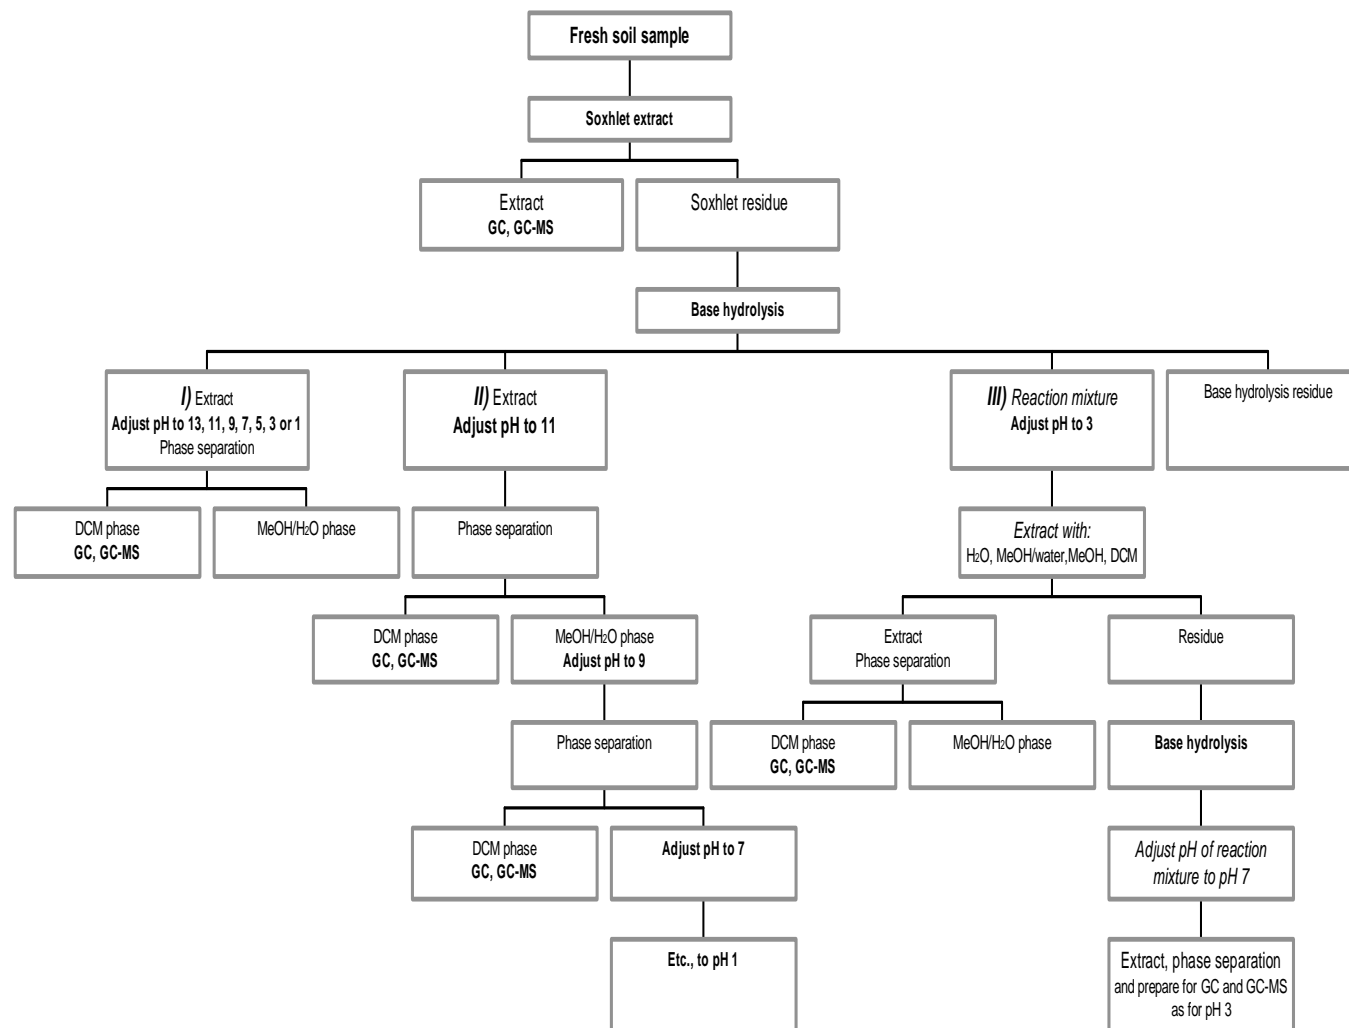 Fresh soil sample
Soxhlet extract
Extract
GC, GC-MS
Soxhlet residue
Base hydrolysis
I) Extract
Adjust pH to 13, 11, 9, 7, 5, 3 or 1
Phase separation
II) Extract
Adjust pH to 11
III) Reaction mixture
Adjust pH to 3
Base hydrolysis residue
DCM phase
GC, GC-MS
MeOH/H2O phase
Phase separation
Extract with:
H2O, MeOH/water,MeOH, DCM
DCM phase
GC, GC-MS
MeOH/H2O phase
Adjust pH to 9
Extract
Phase separation
Residue
Phase separation
DCM phase
GC, GC-MS
MeOH/H2O phase
Base hydrolysis
DCM phase
GC, GC-MS
Adjust pH to 7
Adjust pH of reaction
mixture to pH 7
Etc., to pH 1
Extract, phase separation
and prepare for GC and GC-MS
as for pH 3